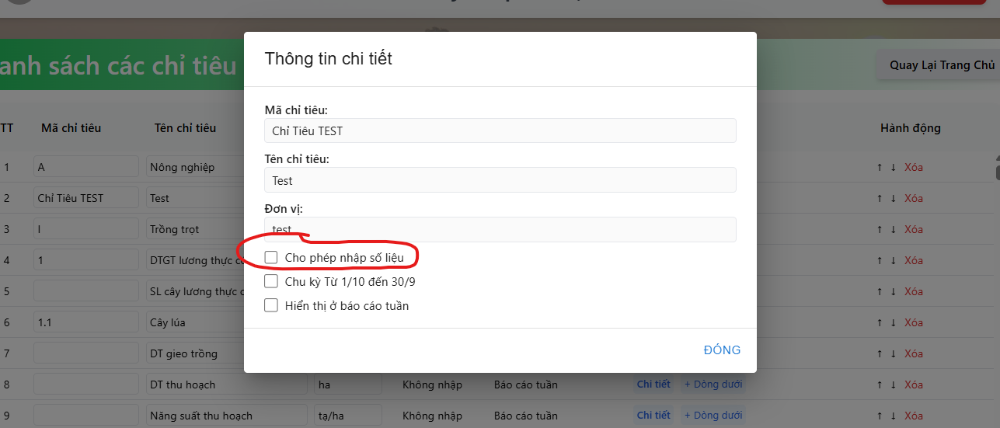 anh sách các chỉ tiêu
Quay Lại Trang Chủ
Thông tin chi tiết
Mã chỉ tiêu:
Chỉ Tiêu TEST
Tên chỉ tiêu:
Test
Đơn vị:
test
Cho phép nhập số liệu
Chu kỳ Từ 1/10 đến 30/9
Hiển thị ở báo cáo tuần
ĐÓNG
TT Mã chỉ tiêu Tên chỉ tiêu Hành động
1 A Nông nghiệp ↑ ↓ Xóa
2 Chỉ Tiêu TEST Test ↑ ↓ Xóa
3 I Trồng trọt ↑ ↓ Xóa
4 1 DTGT lương thực ↑ ↓ Xóa
5 SL cây lương thực ↑ ↓ Xóa
6 1.1 Cây lúa ↑ ↓ Xóa
7 DT gieo trồng ↑ ↓ Xóa
8 DT thu hoạch ha Không nhập Báo cáo tuần Chi tiết + Dòng dưới ↑ ↓ Xóa
9 Năng suất thu hoạch tạ/ha Không nhập Báo cáo tuần Chi tiết + Dòng dưới ↑ ↓ Xóa